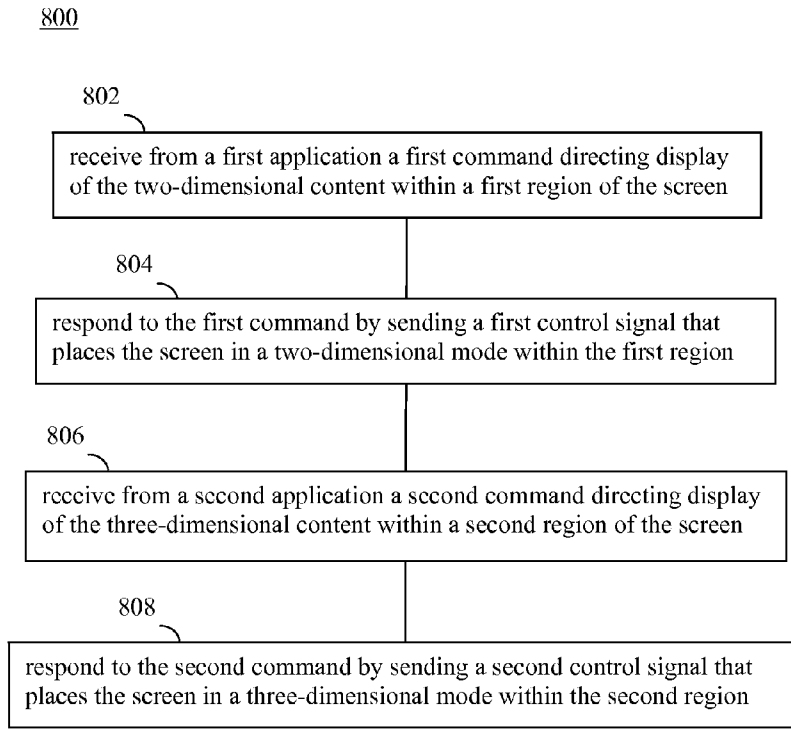 800
802
receive from a first application a first command directing display
of the two-dimensional content within a first region of the screen
804
respond to the first command by sending a first control signal that
places the screen in a two-dimensional mode within the first region
806
receive from a second application a second command directing display
of the three-dimensional content within a second region of the screen
808
respond to the second command by sending a second control signal that
places the screen in a three-dimensional mode within the second region